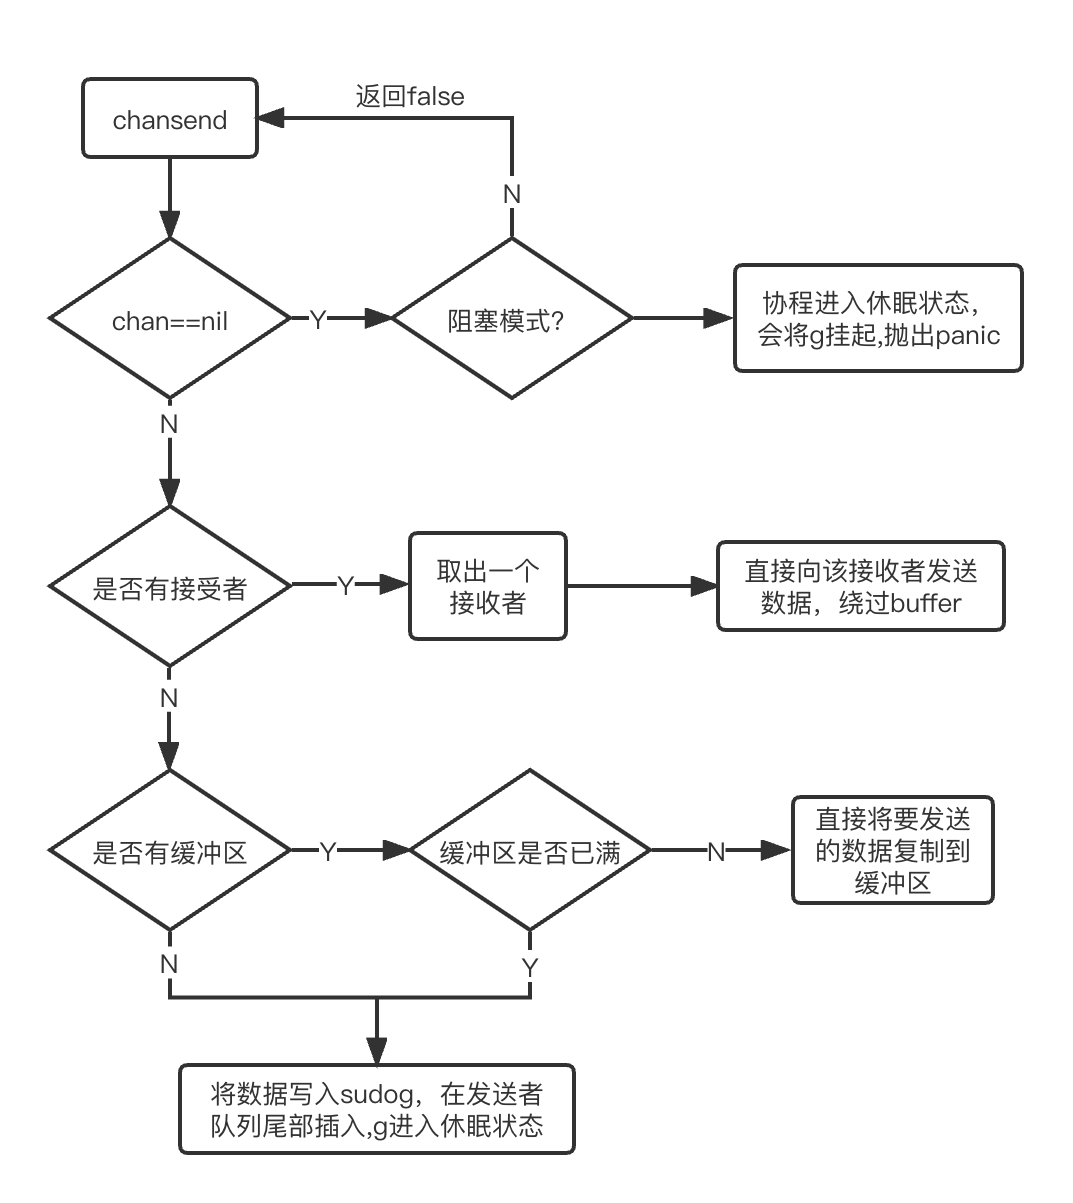 返回false
chansend
N
chan==nil
Y
阻塞模式?
协程进入休眠状态，
会将g挂起,抛出panic
N
是否有接受者
Y
取出一个
接收者
直接向该接收者发送
数据，绕过buffer
N
是否有缓冲区
Y
缓冲区是否已满
N
直接将要发送
的数据复制到
缓冲区
N
Y
将数据写入sudog，在发送者
队列尾部插入,g进入休眠状态